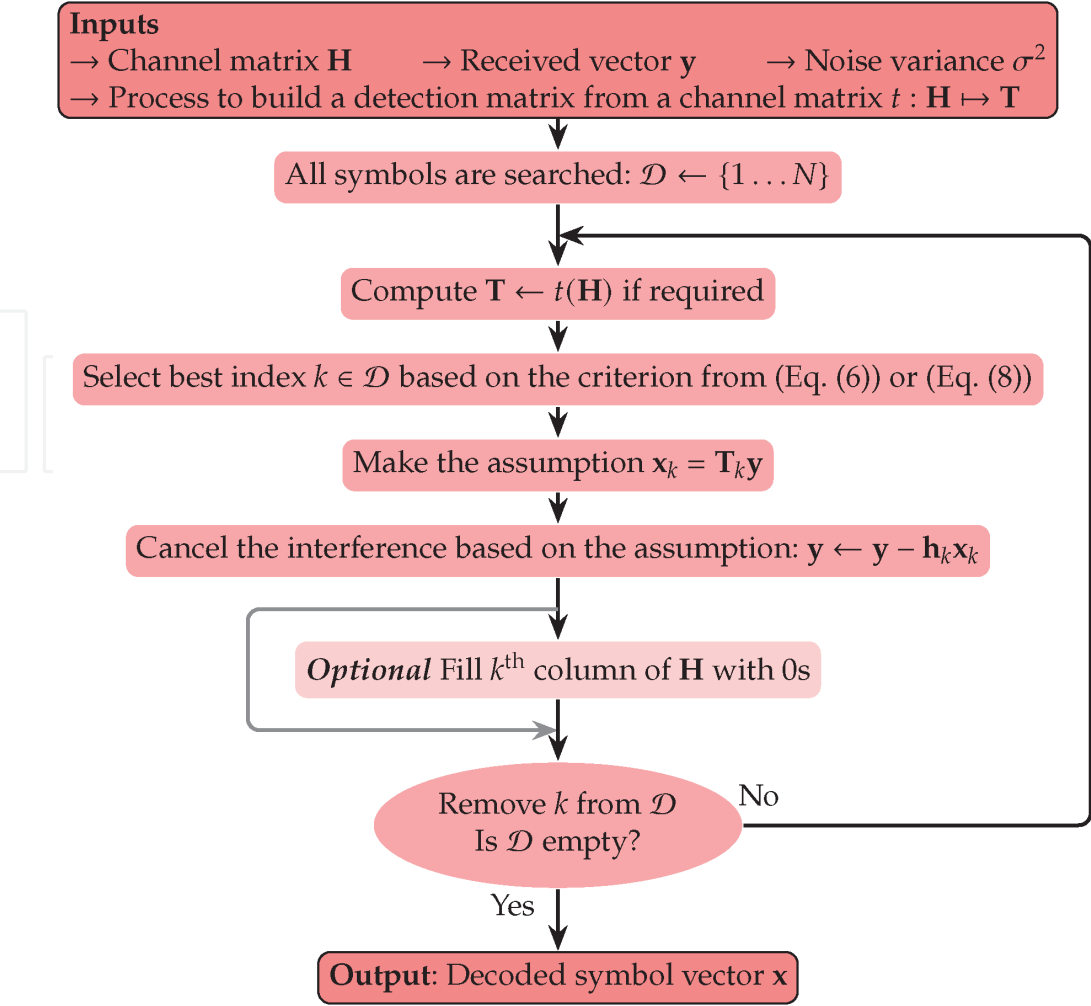 Inputs
→ Channel matrix H → Received vector y → Noise variance σ²
→ Process to build a detection matrix from a channel matrix t : H ↦ T
All symbols are searched: 𝒟 ← {1 … N}
Compute T ← t(H) if required
Select best index k ∈ 𝒟 based on the criterion from (Eq. (6)) or (Eq. (8))
Make the assumption xₖ = Tₖy
Cancel the interference based on the assumption: y ← y − hₖxₖ
Optional Fill kᵗʰ column of H with 0s
Remove k from 𝒟
Is 𝒟 empty?
No
Yes
Output: Decoded symbol vector x